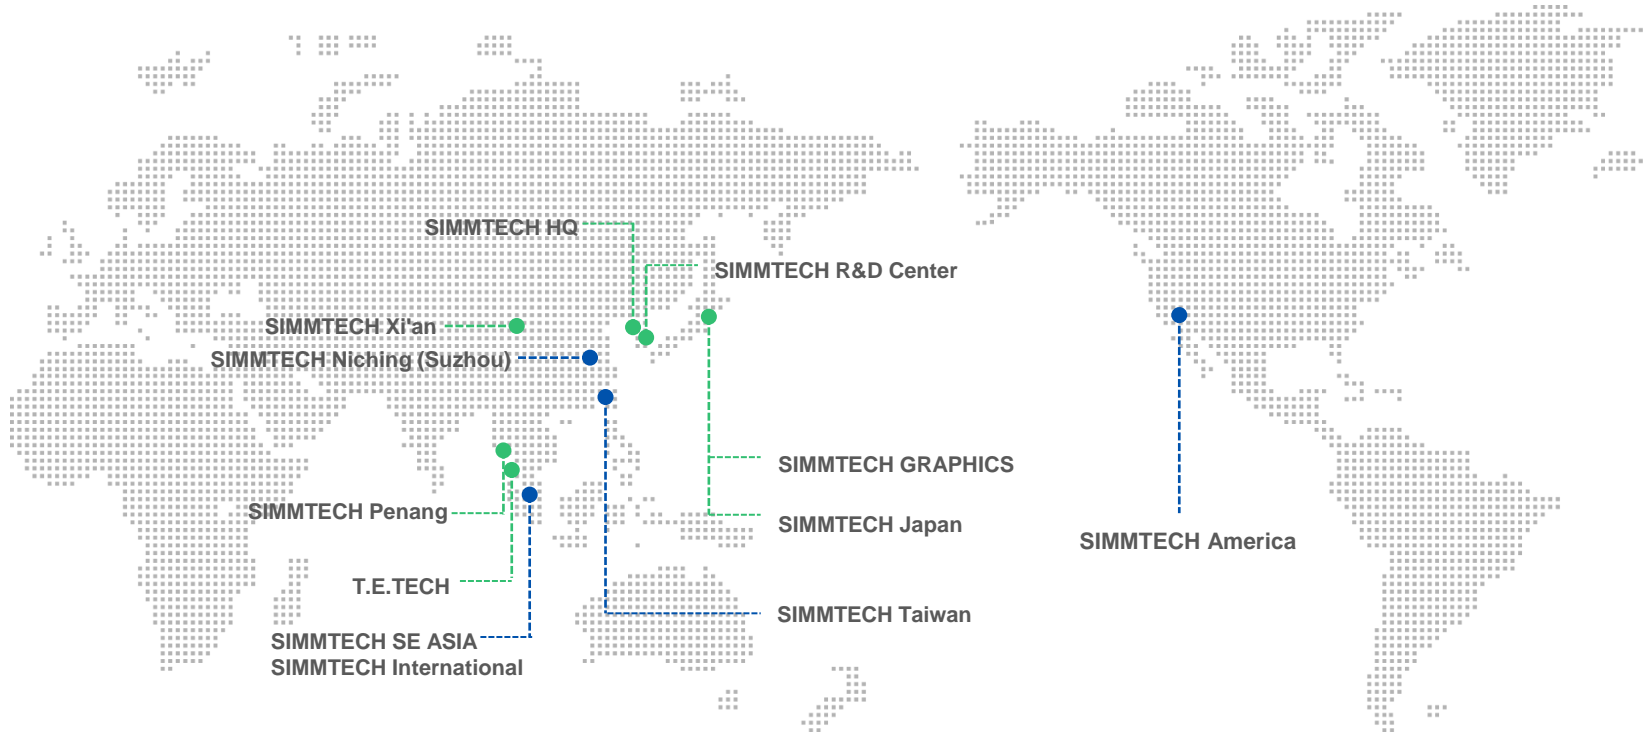 SIMMTECH HQ
SIMMTECH R&D Center
SIMMTECH Xi'an
SIMMTECH Niching (Suzhou)
SIMMTECH GRAPHICS
SIMMTECH Penang
SIMMTECH Japan
SIMMTECH America
T.E.TECH
SIMMTECH Taiwan
SIMMTECH SE ASIA
SIMMTECH International